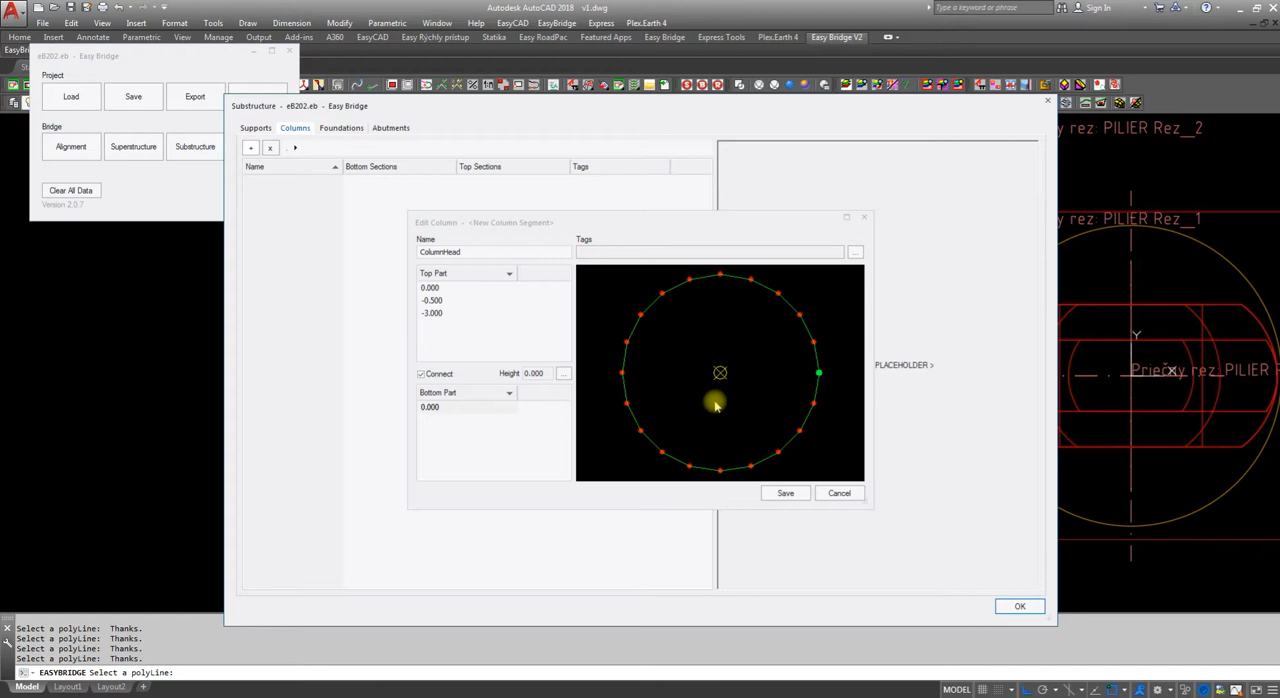 Autodesk AutoCAD 2018 v1.dwg
Type a keyword or phrase
Sign In
File Edit View Insert Format Tools Draw Dimension Modify Parametric Window Help EasyCAD EasyBridge Express Plex.Earth 4
Home Insert Annotate Parametric View Manage Output Add-ins A360 EasyCAD Easy Rýchly prístup Statika Easy RoadPac Featured Apps Easy Bridge Express Tools Plex.Earth 4 Easy Bridge V2
eB202.eb - Easy Bridge
Project
Load Save Export
Bridge
Alignment Superstructure Substructure
Clear All Data
Version 2.0.7
Substructure - eB202.eb - Easy Bridge
Supports Columns Foundations Abutments
+ x .
Name Bottom Sections Top Sections Tags
Edit Column - <New Column Segment>
Name Tags
ColumnHead ...
Top Part
0.000
-0.500
-3.000
Connect Height 0.000 ...
Bottom Part
0.000
Save Cancel
PLACEHOLDER >
OK
rez: PILIER Rez__2
rez: PILIER Rez__1
Y
X
Priečky rez_PILIER
Select a polyLine: Thanks.
Select a polyLine: Thanks.
Select a polyLine: Thanks.
Select a polyLine: Thanks.
EASYBRIDGE Select a polyLine:
Model Layout1 Layout2 +
MODEL